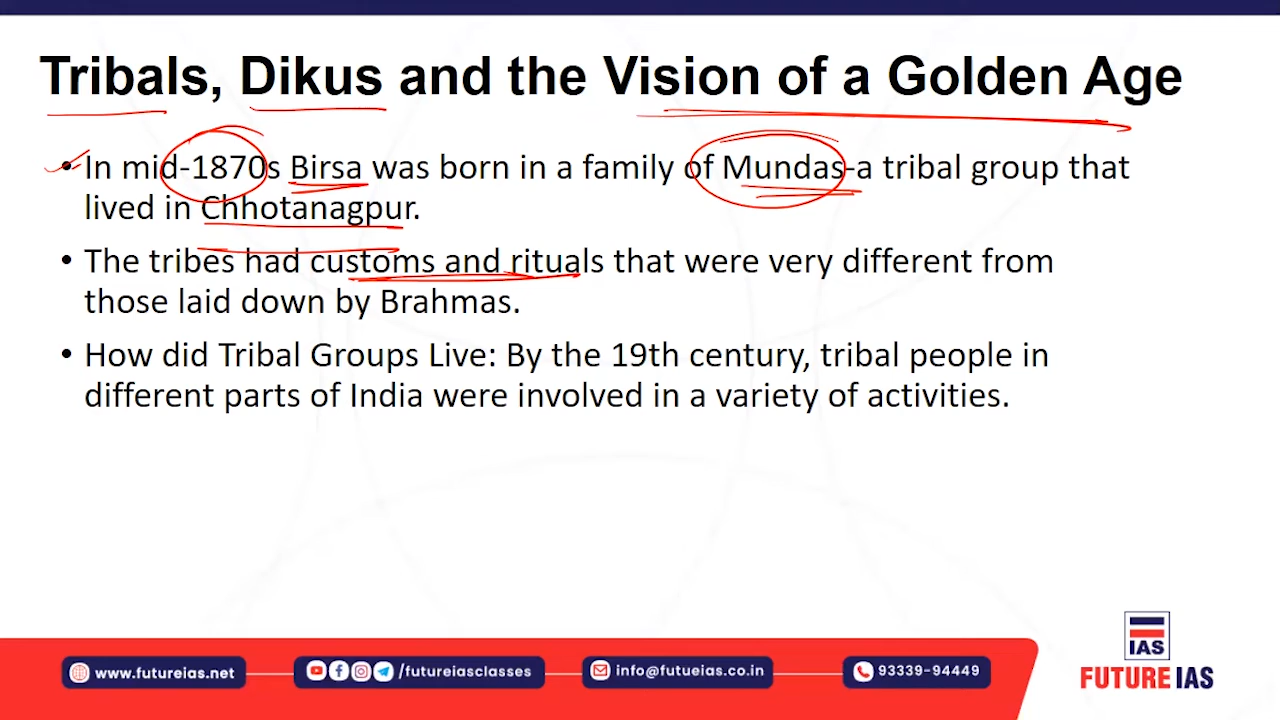 Tribals, Dikus and the Vision of a Golden Age
• In mid-1870s Birsa was born in a family of Mundas-a tribal group that
lived in Chhotanagpur.
• The tribes had customs and rituals that were very different from
those laid down by Brahmas.
• How did Tribal Groups Live: By the 19th century, tribal people in
different parts of India were involved in a variety of activities.
IAS
FUTURE IAS
www.futureias.net
/futureiasclasses
info@futueias.co.in
93339-94449